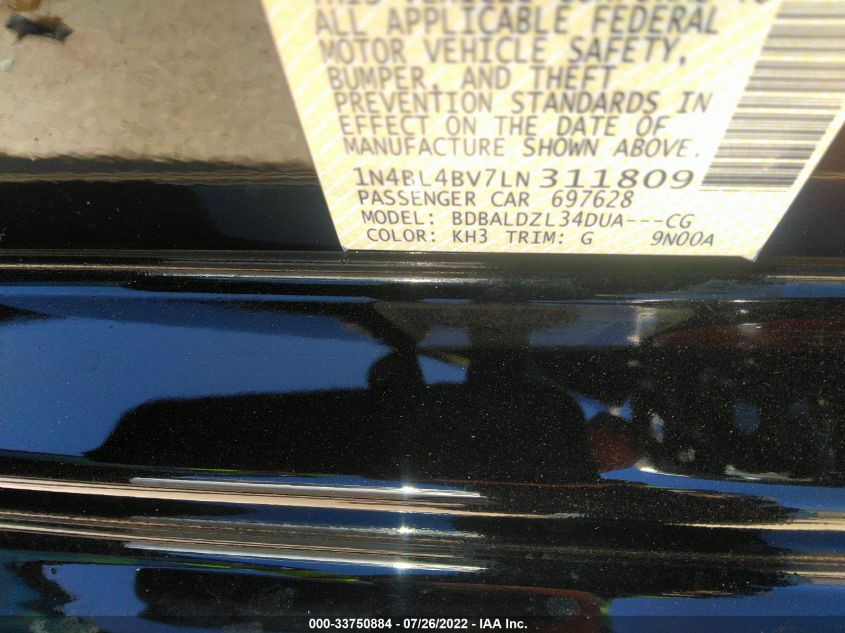 ALL APPLICABLE FEDERAL
MOTOR VEHICLE SAFETY,
BUMPER, AND THEFT
PREVENTION STANDARDS IN
EFFECT ON THE DATE OF
MANUFACTURE SHOWN ABOVE.
1N4BL4BV7LN311809
PASSENGER CAR 697628
MODEL: BDBALDZL34DUA---CG
COLOR: KH3 TRIM: G 9N00A
000-33750884 - 07/26/2022 - IAA Inc.